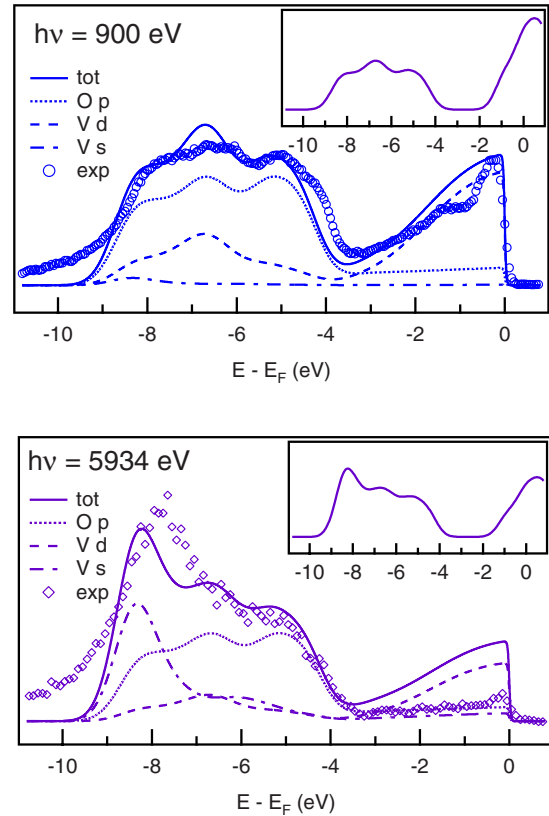 hν = 900 eV
tot
O p
V d
V s
exp
-10 -8 -6 -4 -2 0
-10 -8 -6 -4 -2 0
E - E_F (eV)
hν = 5934 eV
tot
O p
V d
V s
exp
-10 -8 -6 -4 -2 0
-10 -8 -6 -4 -2 0
E - E_F (eV)